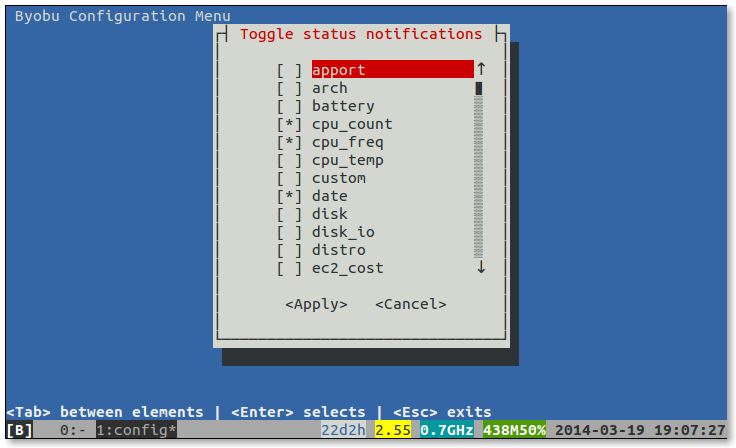 Byobu Configuration Menu
Toggle status notifications
[ ] apport ↑
[ ] arch
[ ] battery
[*] cpu_count
[*] cpu_freq
[ ] cpu_temp
[ ] custom
[*] date
[ ] disk
[ ] disk_io
[ ] distro
[ ] ec2_cost ↓
<Apply> <Cancel>
<Tab> between elements | <Enter> selects | <Esc> exits
[B] 0:- 1:config* 22d2h 2.55 0.7GHz 438M50% 2014-03-19 19:07:27